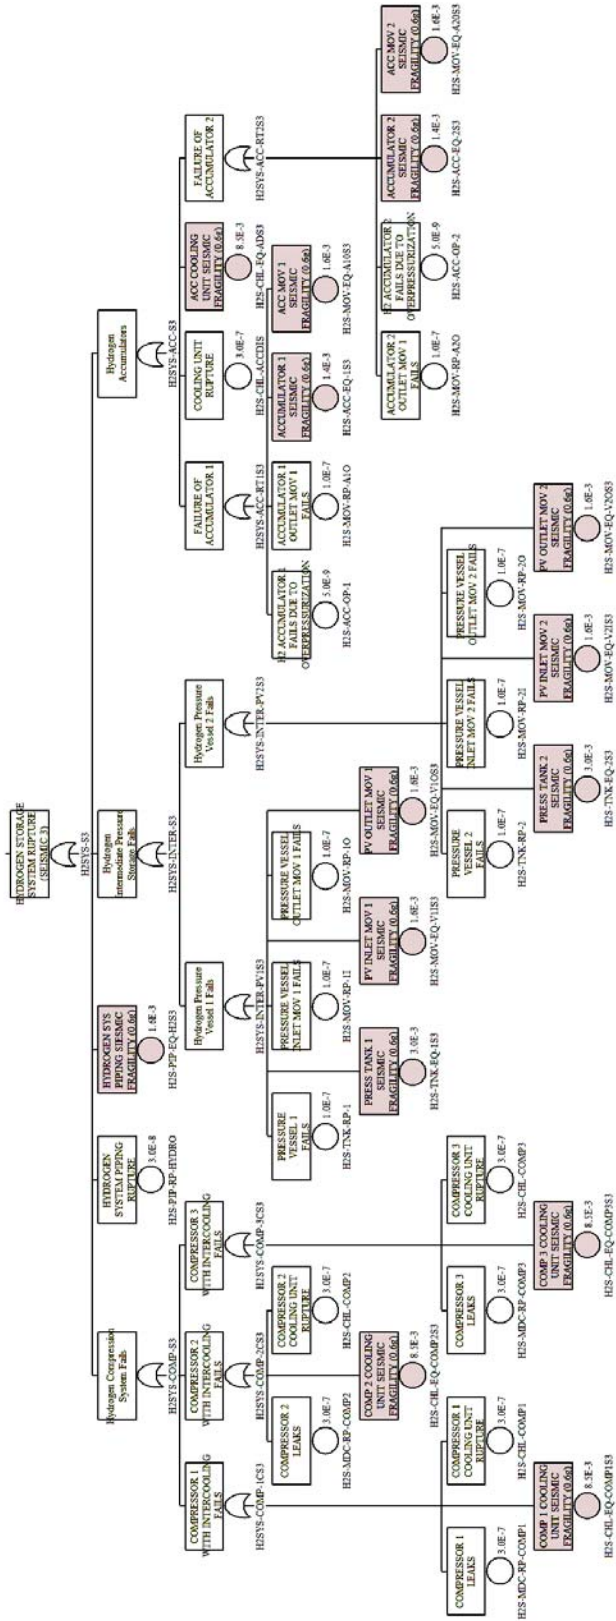 HYDROGEN STORAGE
SYSTEM RUPTURE
(SEISMIC 3)
H2SYS-S3
Hydrogen Compression
System Fails
H2SYS-COMP-S3
HYDROGEN
SYSTEM PIPING
RUPTURE
3.0E-8
H2S-PIP-RP-HYDRO
HYDROGEN SYS
PIPING SIESMIC
FRAGILITY (0.6g)
1.6E-3
H2S-PIP-EQ-H2S3
Hydrogen
Intermediate Pressure
Storage Fails
H2SYS-INTER-S3
Hydrogen
Accumulators
H2SYS-ACC-S3
COMPRESSOR 1
WITH INTERCOOLING
FAILS
H2SYS-COMP-1CS3
COMPRESSOR 2
WITH INTERCOOLING
FAILS
H2SYS-COMP-2CS3
COMPRESSOR 3
WITH INTERCOOLING
FAILS
H2SYS-COMP-3CS3
Hydrogen Pressure
Vessel 1 Fails
H2SYS-INTER-PV1S3
Hydrogen Pressure
Vessel 2 Fails
H2SYS-INTER-PV2S3
FAILURE OF
ACCUMULATOR 1
H2SYS-ACC-RT1S3
COOLING UNIT
RUPTURE
3.0E-7
H2S-CHL-ACCDIS
ACC COOLING
UNIT SEISMIC
FRAGILITY (0.6g)
8.5E-3
H2S-CHL-EQ-ADS3
FAILURE OF
ACCUMULATOR 2
H2SYS-ACC-RT2S3
COMPRESSOR 2
LEAKS
3.0E-7
H2S-MDC-RP-COMP2
COMPRESSOR 2
COOLING UNIT
RUPTURE
3.0E-7
H2S-CHL-COMP2
PRESSURE
VESSEL 1
FAILS
1.0E-7
H2S-TNK-RP-1
PRESSURE VESSEL
INLET MOV 1 FAILS
1.0E-7
H2S-MOV-RP-1I
PRESSURE VESSEL
OUTLET MOV 1 FAILS
1.0E-7
H2S-MOV-RP-1O
H2 ACCUMULATOR 1
FAILS DUE TO
OVERPRESSURIZATION
5.0E-9
H2S-ACC-OP-1
ACCUMULATOR 1
OUTLET MOV 1
FAILS
1.0E-7
H2S-MOV-RP-A1O
ACCUMULATOR 1
SEISMIC
FRAGILITY (0.6g)
1.4E-3
H2S-ACC-EQ-1S3
ACC MOV 1
SEISMIC
FRAGILITY (0.6g)
1.6E-3
H2S-MOV-EQ-A10S3
COMP 2 COOLING
UNIT SEISMIC
FRAGILITY (0.6g)
8.5E-3
H2S-CHL-EQ-COMP2S3
PRESS TANK 1
SEISMIC
FRAGILITY (0.6g)
3.0E-3
H2S-TNK-EQ-1S3
PV INLET MOV 1
SEISMIC
FRAGILITY (0.6g)
1.6E-3
H2S-MOV-EQ-V1IS3
PV OUTLET MOV 1
SEISMIC
FRAGILITY (0.6g)
1.6E-3
H2S-MOV-EQ-V1OS3
ACCUMULATOR 2
OUTLET MOV 1
FAILS
1.0E-7
H2S-MOV-RP-A2O
H2 ACCUMULATOR 2
FAILS DUE TO
OVERPRESSURIZATION
5.0E-9
H2S-ACC-OP-2
ACCUMULATOR 2
SEISMIC
FRAGILITY (0.6g)
1.4E-3
H2S-ACC-EQ-2S3
ACC MOV 2
SEISMIC
FRAGILITY (0.6g)
1.6E-3
H2S-MOV-EQ-A20S3
COMPRESSOR 1
LEAKS
3.0E-7
H2S-MDC-RP-COMP1
COMPRESSOR 1
COOLING UNIT
RUPTURE
3.0E-7
H2S-CHL-COMP1
COMPRESSOR 3
LEAKS
3.0E-7
H2S-MDC-RP-COMP3
COMPRESSOR 3
COOLING UNIT
RUPTURE
3.0E-7
H2S-CHL-COMP3
PRESSURE
VESSEL 2
FAILS
1.0E-7
H2S-TNK-RP-2
PRESSURE VESSEL
INLET MOV 2 FAILS
1.0E-7
H2S-MOV-RP-2I
PRESSURE VESSEL
OUTLET MOV 2 FAILS
1.0E-7
H2S-MOV-RP-2O
COMP 1 COOLING
UNIT SEISMIC
FRAGILITY (0.6g)
8.5E-3
H2S-CHL-EQ-COMP1S3
COMP 3 COOLING
UNIT SEISMIC
FRAGILITY (0.6g)
8.5E-3
H2S-CHL-EQ-COMP3S3
PRESS TANK 2
SEISMIC
FRAGILITY (0.6g)
3.0E-3
H2S-TNK-EQ-2S3
PV INLET MOV 2
SEISMIC
FRAGILITY (0.6g)
1.6E-3
H2S-MOV-EQ-V2IS3
PV OUTLET MOV 2
SEISMIC
FRAGILITY (0.6g)
1.6E-3
H2S-MOV-EQ-V2OS3